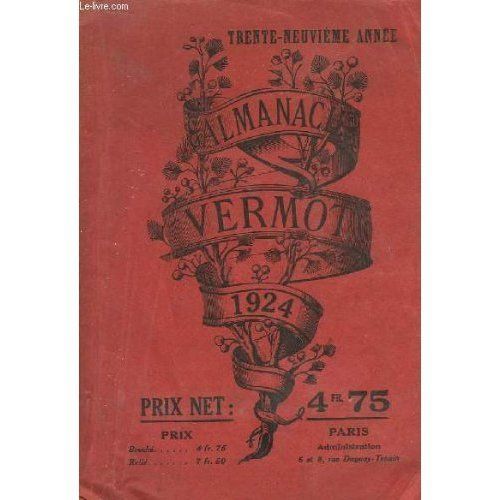 Le-livre.com
TRENTE-NEUVIÈME ANNÉE
ALMANACH
VERMOT
1924
PRIX NET : 4 FR. 75
PRIX
Broché. . . . . . 4 fr. 75
Relié. . . . . . . 7 fr. 50
PARIS
Administration
6 et 8, rue Duguay-Trouin